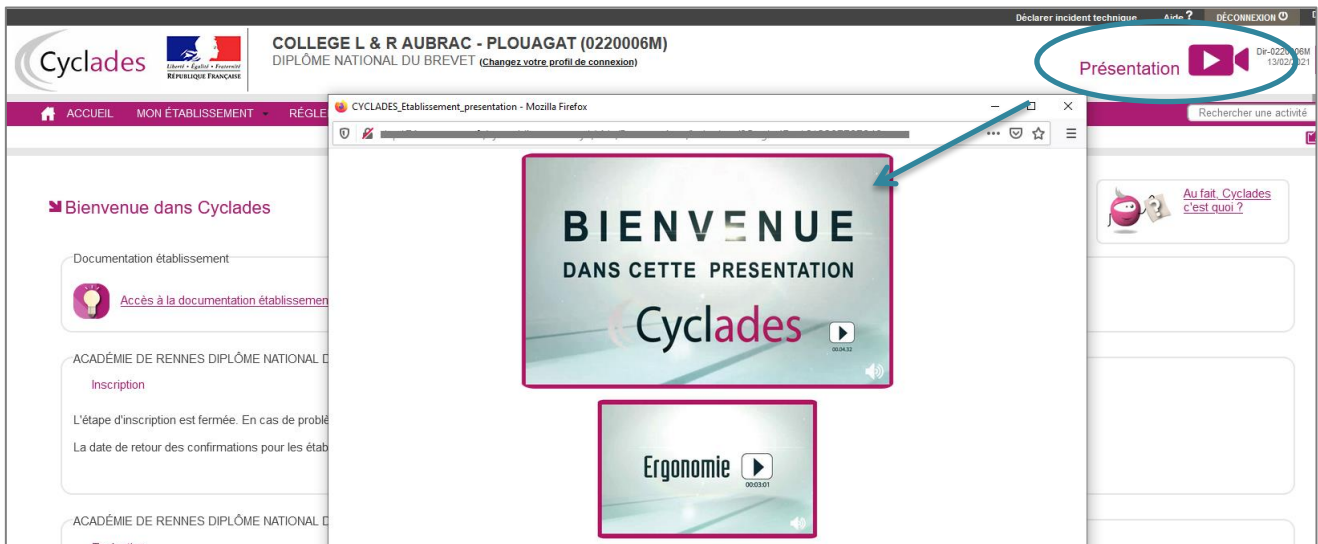 Déclarer incident technique Aide ? DÉCONNEXION
Cyclades
Liberté • Égalité • Fraternité
RÉPUBLIQUE FRANÇAISE
COLLEGE L & R AUBRAC - PLOUAGAT (0220006M)
DIPLÔME NATIONAL DU BREVET (Changez votre profil de connexion)
Présentation
Dir-0220006M
13/02/2021
ACCUEIL MON ÉTABLISSEMENT RÉGLE
Rechercher une activité
CYCLADES_Etablissement_presentation - Mozilla Firefox
Bienvenue dans Cyclades
Au fait, Cyclades
c'est quoi ?
BIENVENUE
DANS CETTE PRESENTATION
Cyclades
00:04:32
Documentation établissement
Accès à la documentation établissemen
ACADÉMIE DE RENNES DIPLÔME NATIONAL D
Inscription
L'étape d'inscription est fermée. En cas de problè
La date de retour des confirmations pour les étab
Ergonomie
00:03:01
ACADÉMIE DE RENNES DIPLÔME NATIONAL D